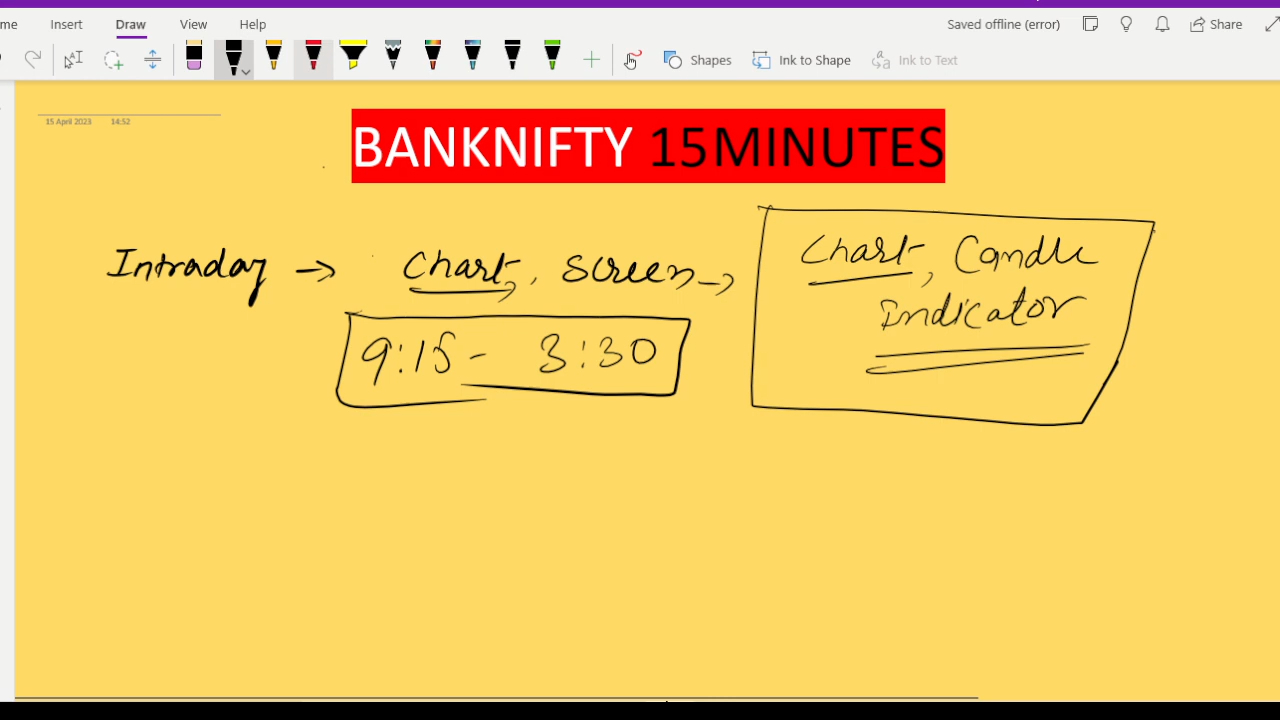 me Insert Draw View Help Saved offline (error) Share
Shapes Ink to Shape Ink to Text
15 April 2023 14:52
BANKNIFTY 15MINUTES
Intraday → Chart, Screen →
9:15 - 3:30
Chart, Candle
Indicator